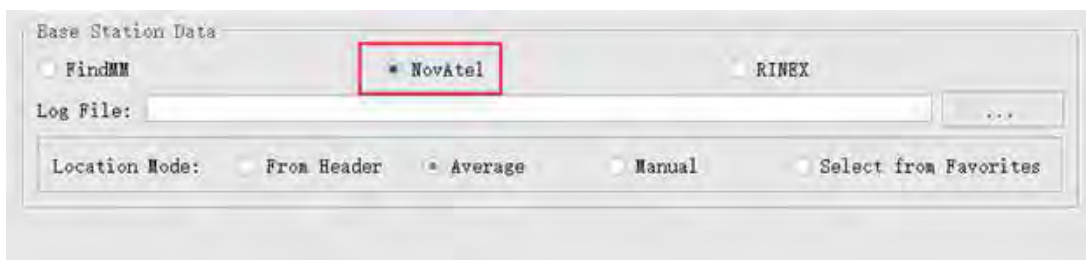 Base Station Data
FindMM NovAtel RINEX
Log File: ...
Location Mode: From Header Average Manual Select from Favorites